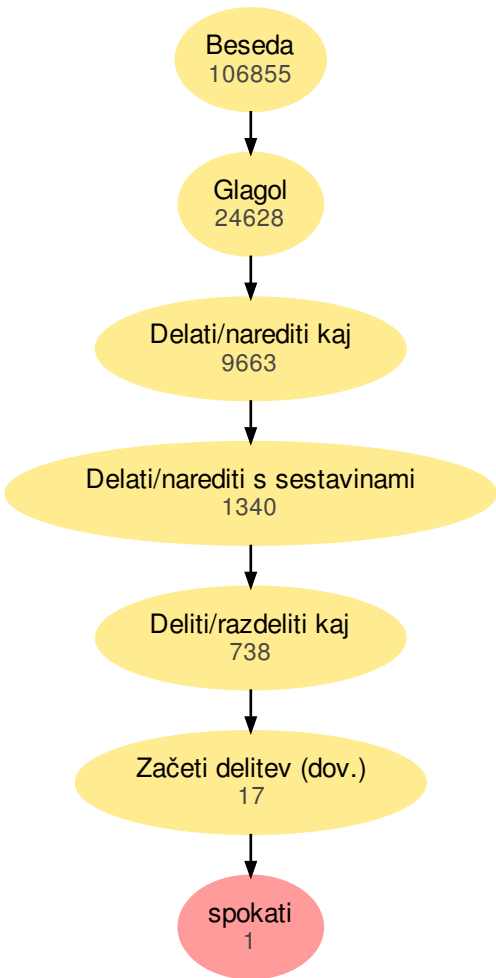 Beseda
106855
Glagol
24628
Delati/narediti kaj
9663
Delati/narediti s sestavinami
1340
Deliti/razdeliti kaj
738
Začeti delitev (dov.)
17
spokati
1